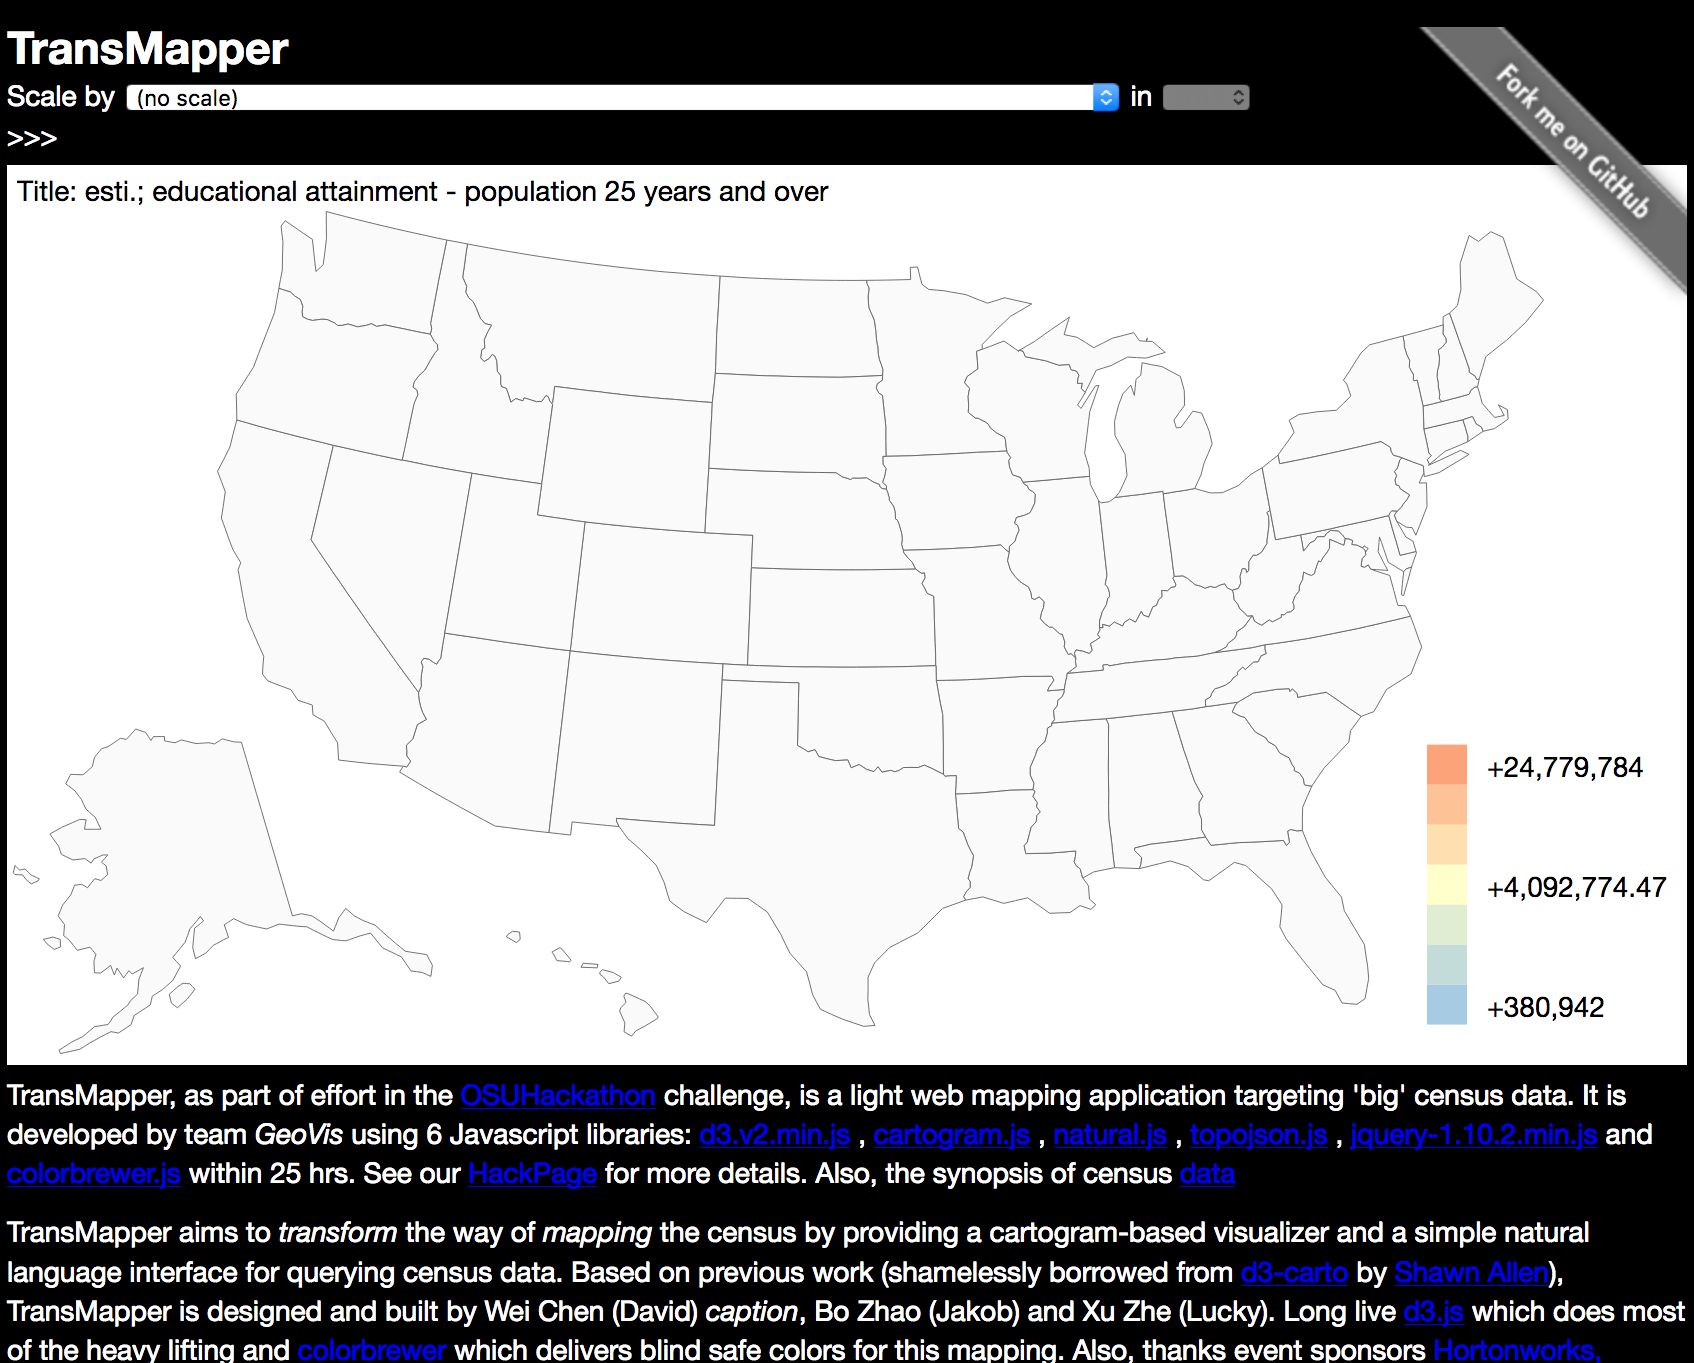 TransMapper
Scale by (no scale) in
>>>
Fork me on GitHub
Title: esti.; educational attainment - population 25 years and over
+24,779,784
+4,092,774.47
+380,942
TransMapper, as part of effort in the OSUHackathon challenge, is a light web mapping application targeting 'big' census data. It is
developed by team GeoVis using 6 Javascript libraries: d3.v2.min.js , cartogram.js , natural.js , topojson.js , jquery-1.10.2.min.js and
colorbrewer.js within 25 hrs. See our HackPage for more details. Also, the synopsis of census data
TransMapper aims to transform the way of mapping the census by providing a cartogram-based visualizer and a simple natural
language interface for querying census data. Based on previous work (shamelessly borrowed from d3-carto by Shawn Allen),
TransMapper is designed and built by Wei Chen (David) caption, Bo Zhao (Jakob) and Xu Zhe (Lucky). Long live d3.js which does most
of the heavy lifting and colorbrewer which delivers blind safe colors for this mapping. Also, thanks event sponsors Hortonworks,